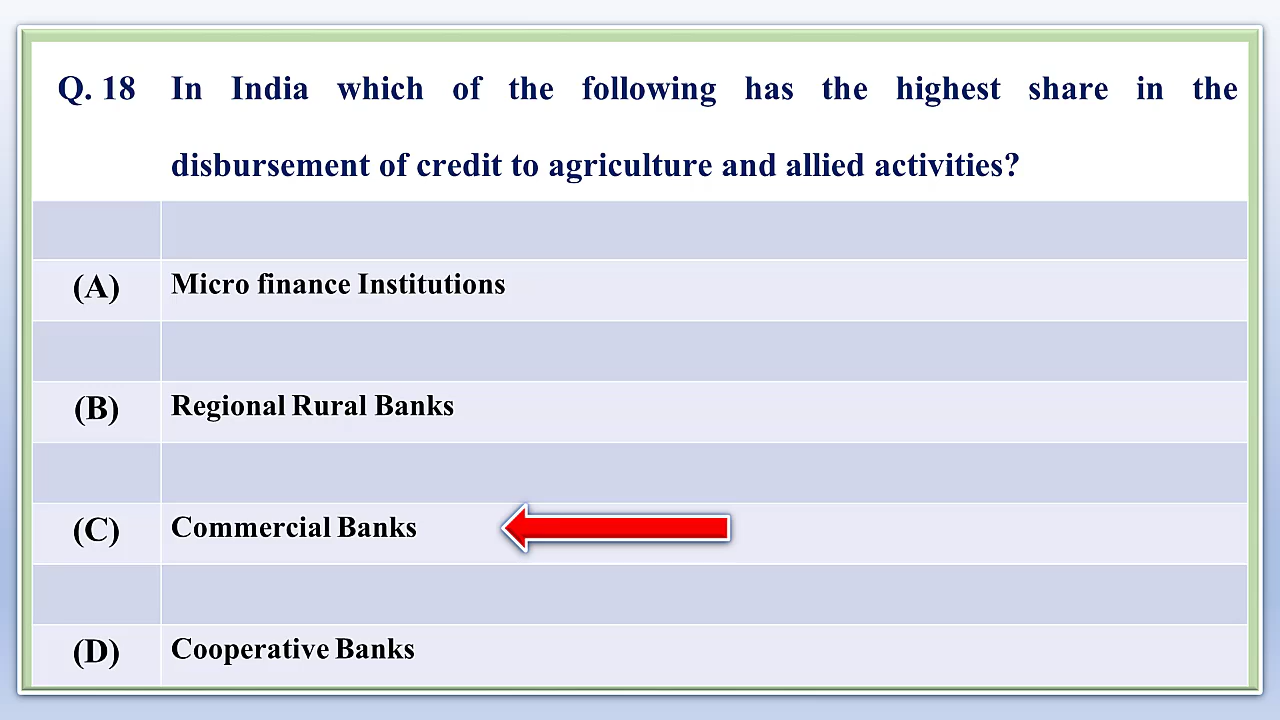 Q. 18 In India which of the following has the highest share in the
disbursement of credit to agriculture and allied activities?
(A) Micro finance Institutions
(B) Regional Rural Banks
(C) Commercial Banks
(D) Cooperative Banks